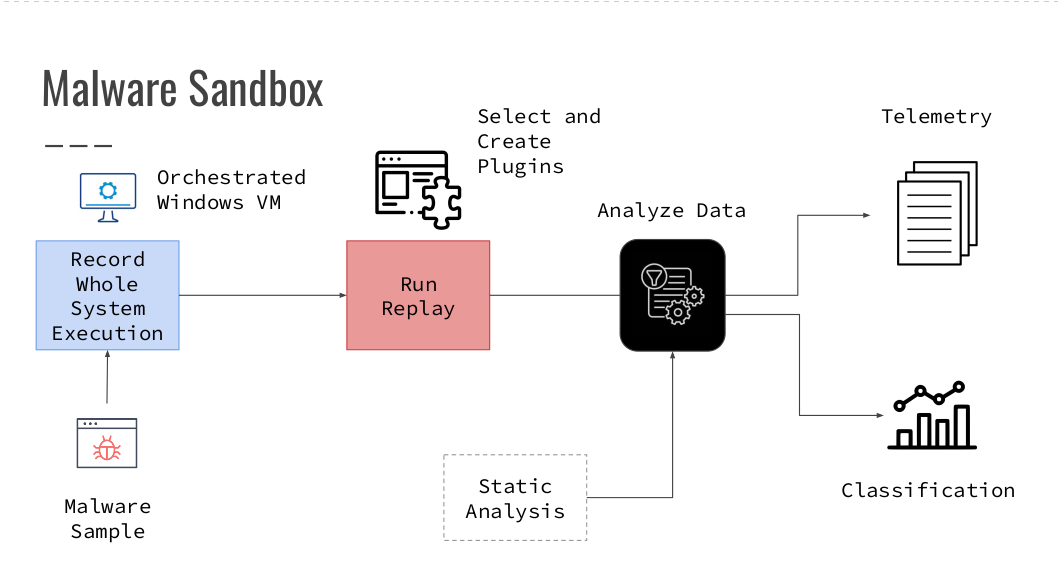 Malware Sandbox
Orchestrated
Windows VM
Record
Whole
System
Execution
Malware
Sample
Select and
Create
Plugins
Run
Replay
Analyze Data
Static
Analysis
Telemetry
Classification